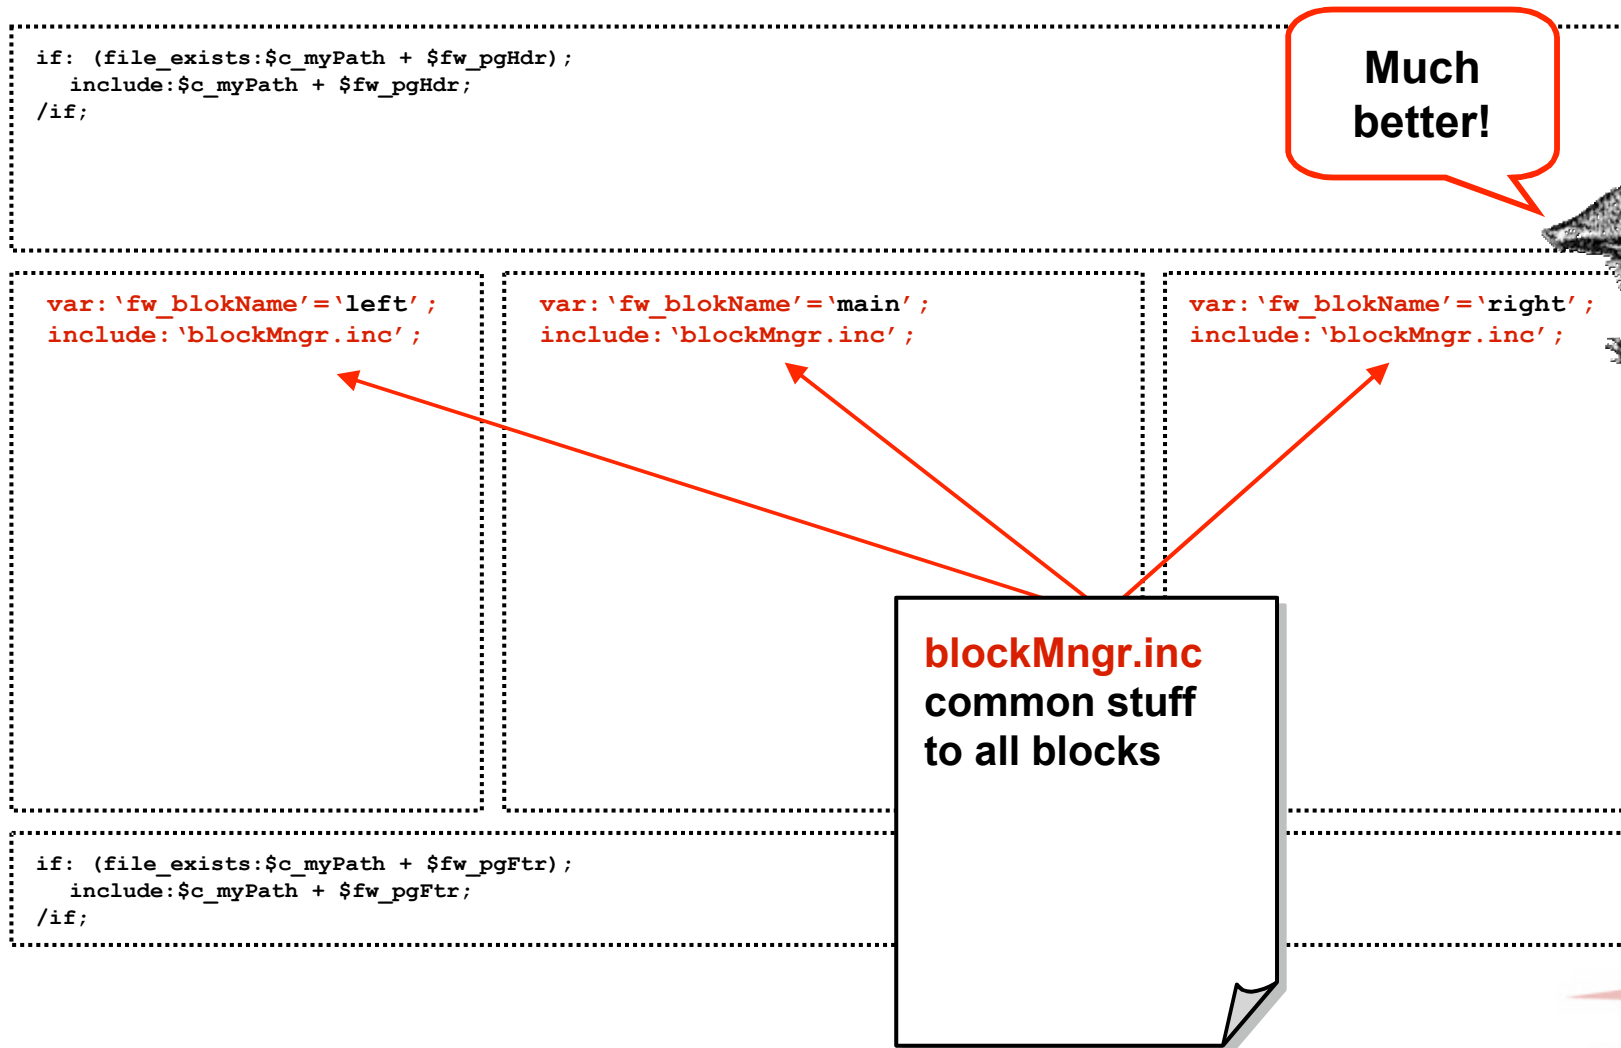 if: (file_exists:$c_myPath + $fw_pgHdr);
include:$c_myPath + $fw_pgHdr;
/if;
Much
better!
var:‘fw_blokName’=‘left’;
include:‘blockMngr.inc’;
var:‘fw_blokName’=‘main’;
include:‘blockMngr.inc’;
var:‘fw_blokName’=‘right’;
include:‘blockMngr.inc’;
blockMngr.inc
common stuff
to all blocks
if: (file_exists:$c_myPath + $fw_pgFtr);
include:$c_myPath + $fw_pgFtr;
/if;